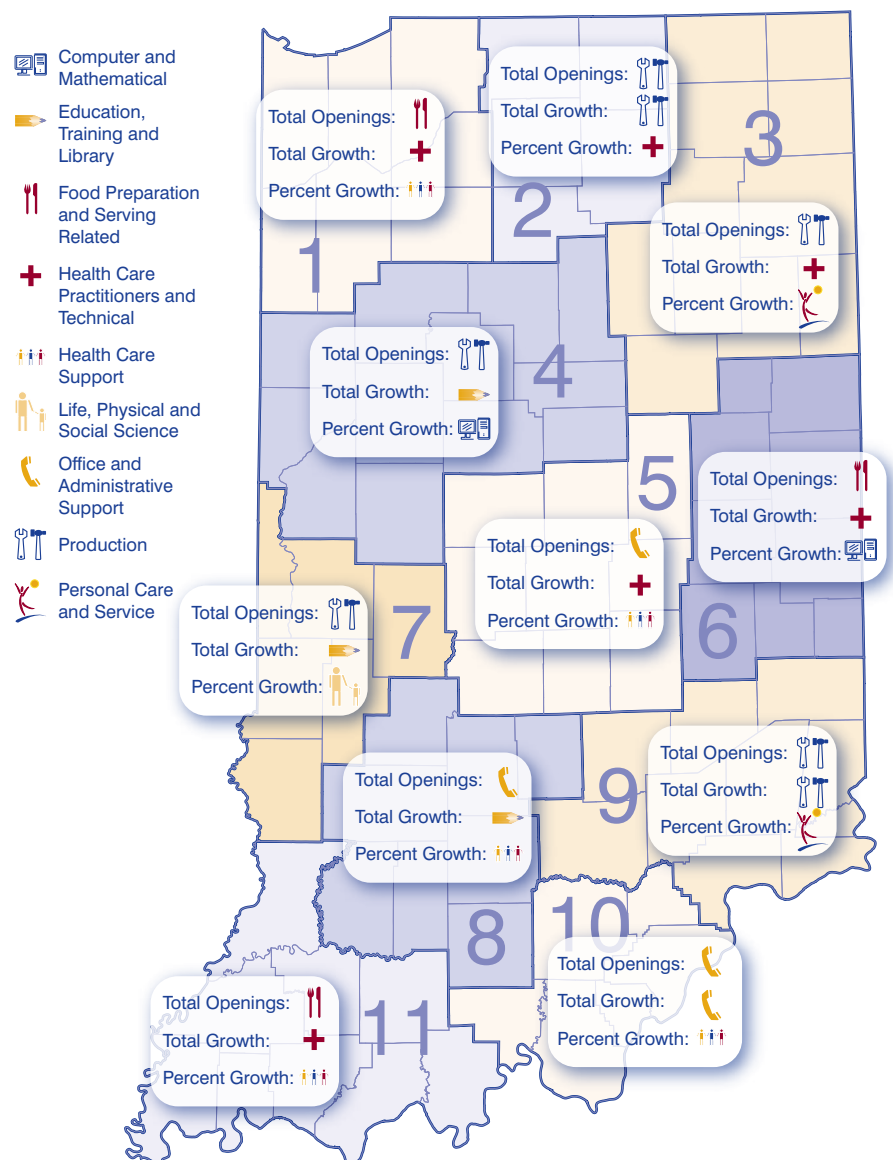 Computer and
Mathematical
Education,
Training and
Library
Food Preparation
and Serving
Related
Health Care
Practitioners and
Technical
Health Care
Support
Life, Physical and
Social Science
Office and
Administrative
Support
Production
Personal Care
and Service
Total Openings:
Total Growth:
Percent Growth:
1
Total Openings:
Total Growth:
Percent Growth:
2
3
Total Openings:
Total Growth:
Percent Growth:
Total Openings:
Total Growth:
Percent Growth:
4
5
Total Openings:
Total Growth:
Percent Growth:
Total Openings:
Total Growth:
Percent Growth:
6
Total Openings:
Total Growth:
Percent Growth:
7
Total Openings:
Total Growth:
Percent Growth:
8
9
Total Openings:
Total Growth:
Percent Growth:
10
Total Openings:
Total Growth:
Percent Growth:
Total Openings:
Total Growth:
Percent Growth:
11